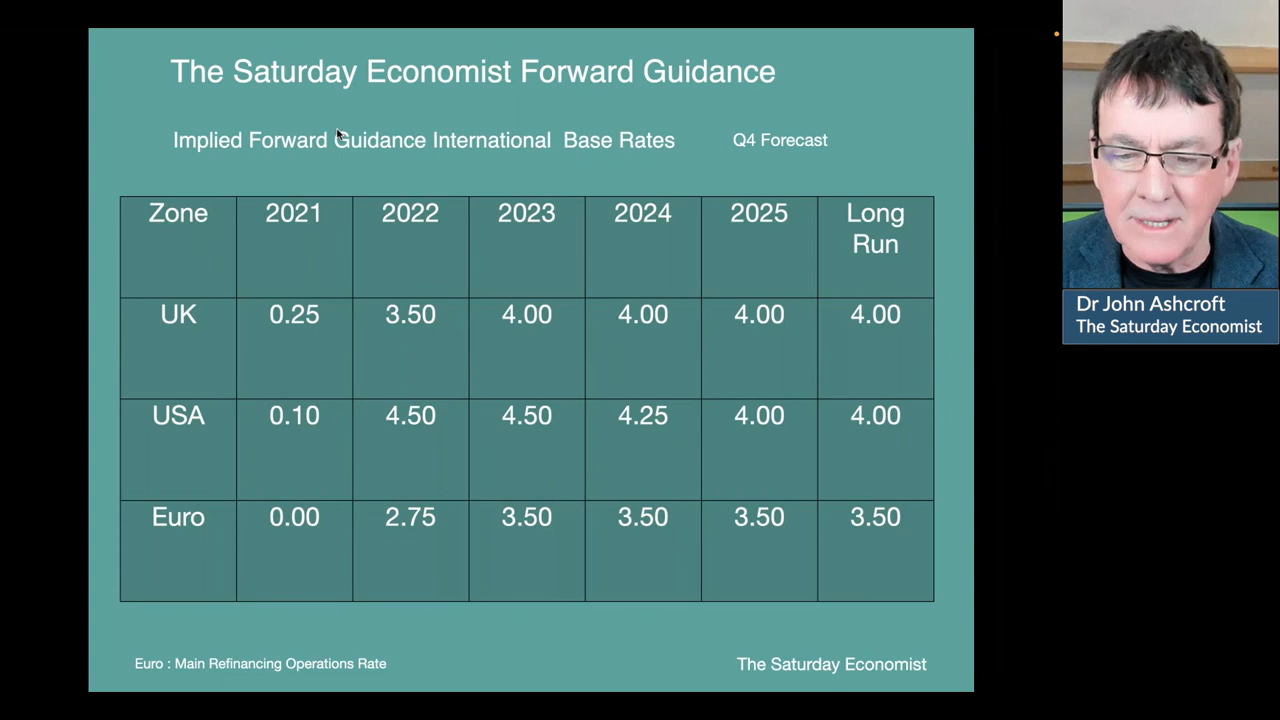 The Saturday Economist Forward Guidance
Implied Forward Guidance International Base Rates Q4 Forecast
Zone 2021 2022 2023 2024 2025 Long
Run
UK 0.25 3.50 4.00 4.00 4.00 4.00
USA 0.10 4.50 4.50 4.25 4.00 4.00
Euro 0.00 2.75 3.50 3.50 3.50 3.50
Euro : Main Refinancing Operations Rate
The Saturday Economist
Dr John Ashcroft
The Saturday Economist